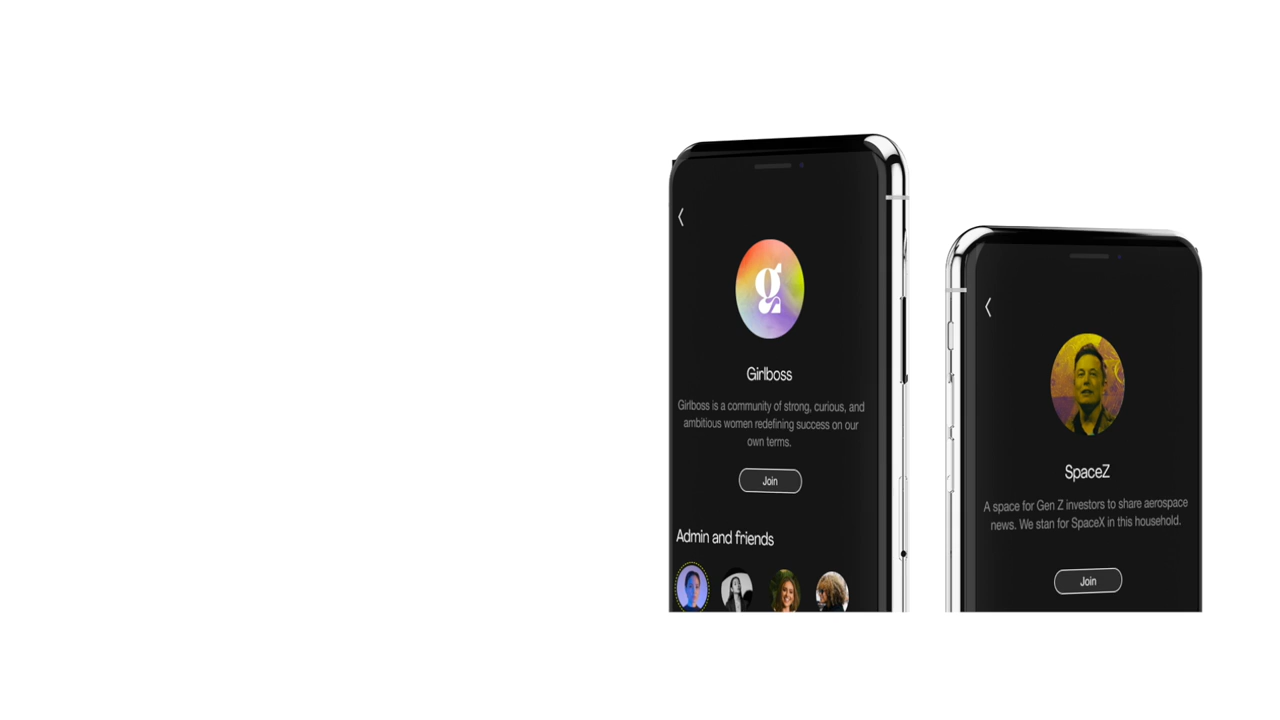 g
Girlboss
Girlboss is a community of strong, curious, and
ambitious women redefining success on our
own terms.
Join
Admin and friends
SpaceZ
A space for Gen Z investors to share aerospace
news. We stan for SpaceX in this household.
Join